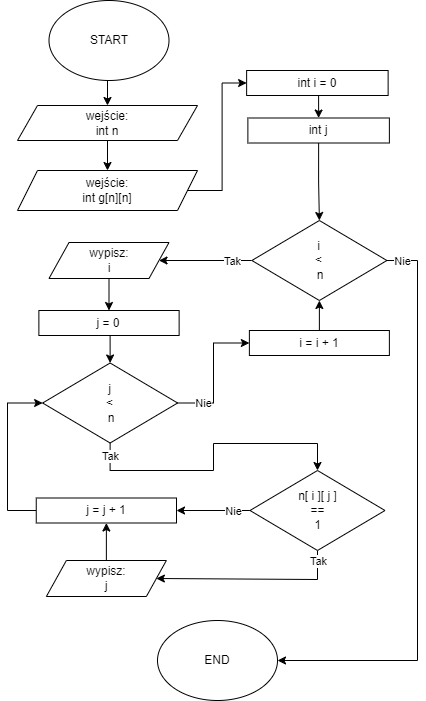 START
wejście:
int n
wejście:
int g[n][n]
int i = 0
int j
i
<
n
Tak
Nie
wypisz:
i
j = 0
i = i + 1
j
<
n
Nie
Tak
n[ i ][ j ]
==
1
Nie
j = j + 1
Tak
wypisz:
j
END